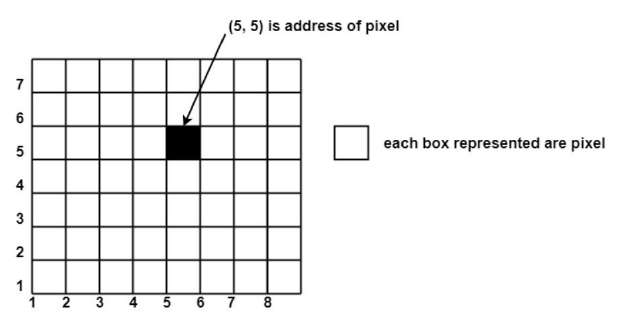 (5, 5) is address of pixel
7
6
5
each box represented are pixel
4
3
2
1
1 2 3 4 5 6 7 8